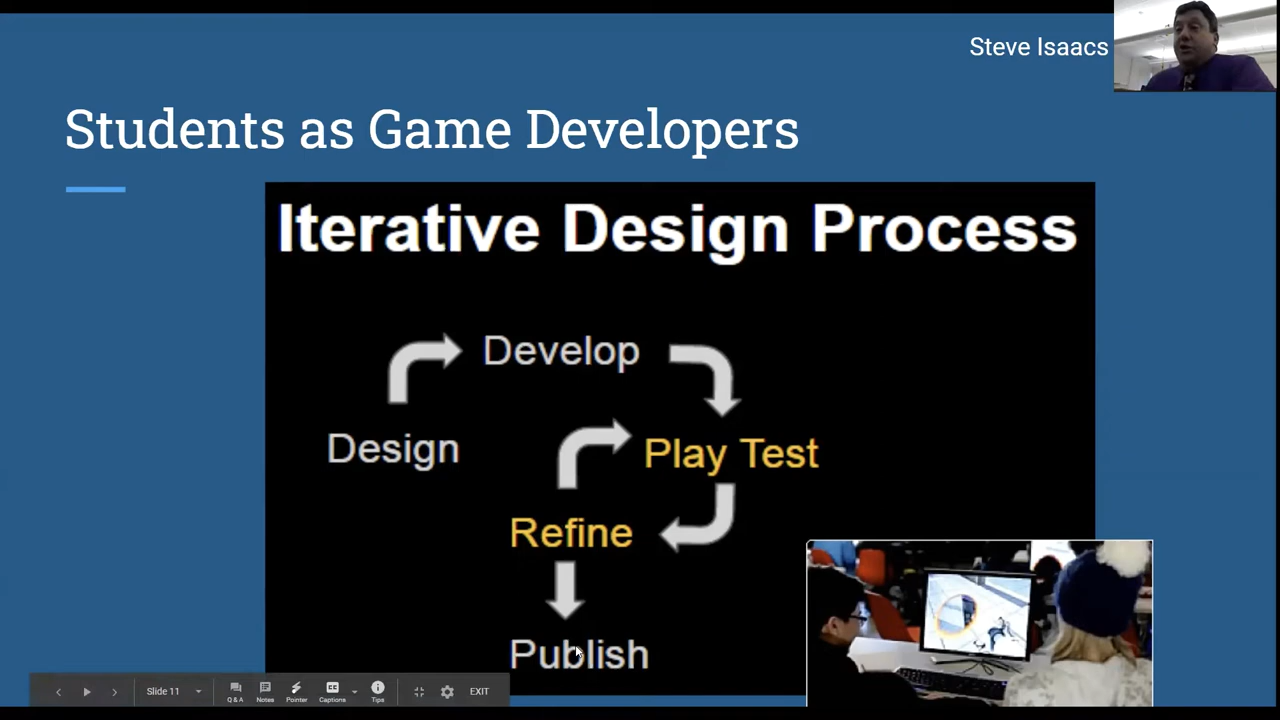 Steve Isaacs
Students as Game Developers
Iterative Design Process
Develop
Design
Play Test
Refine
Publish
Slide 11
Q & A
Notes
Pointer
Captions
Tips
EXIT